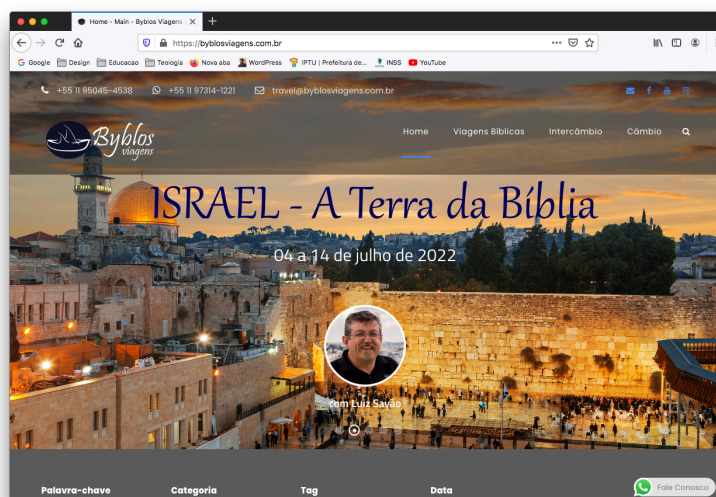 Home - Main - Byblos Viagens
https://byblosviagens.com.br
Google Design Educacao Teologia Nova aba WordPress IPTU | Prefeitura de... INSS YouTube
+55 11 95045-4538 +55 11 97314-1221 travel@byblosviagens.com.br
Byblos
viagens
Home Viagens Bíblicas Intercâmbio Câmbio
ISRAEL - A Terra da Bíblia
04 a 14 de julho de 2022
com Luiz Sayão
Palavra-chave Categoria Tag Data
Fale Conosco